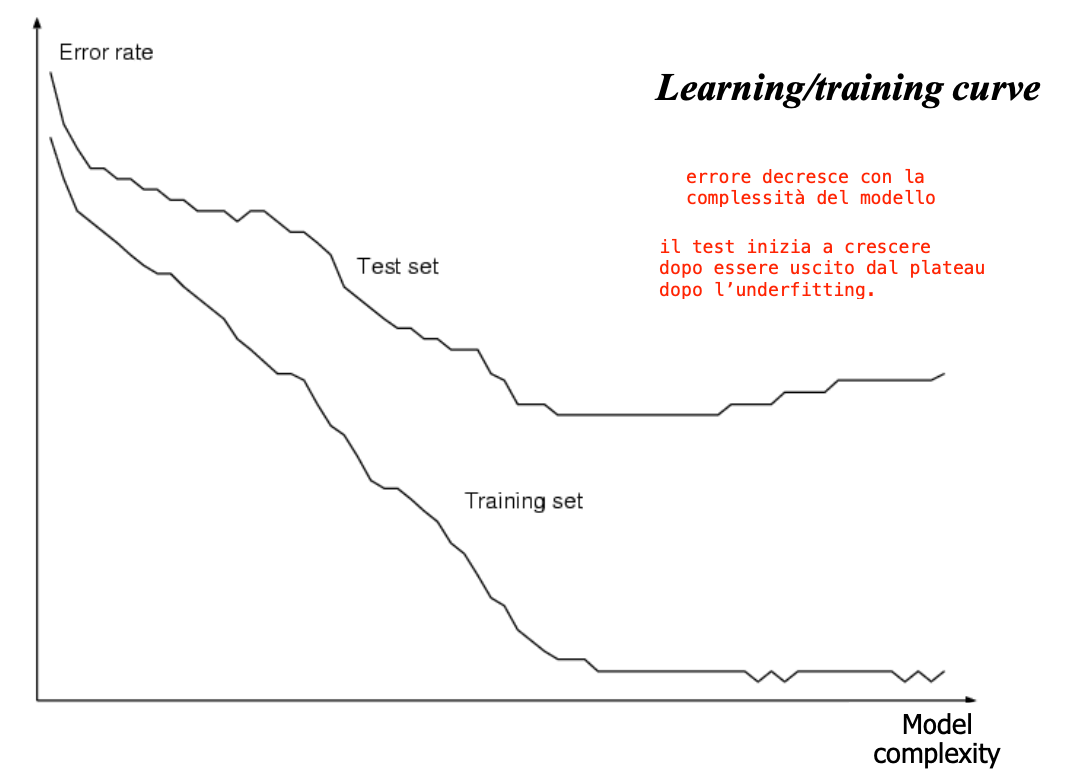 Error rate
Learning/training curve
errore decresce con la
complessità del modello
il test inizia a crescere
dopo essere uscito dal plateau
dopo l’underfitting.
Test set
Training set
Model
complexity